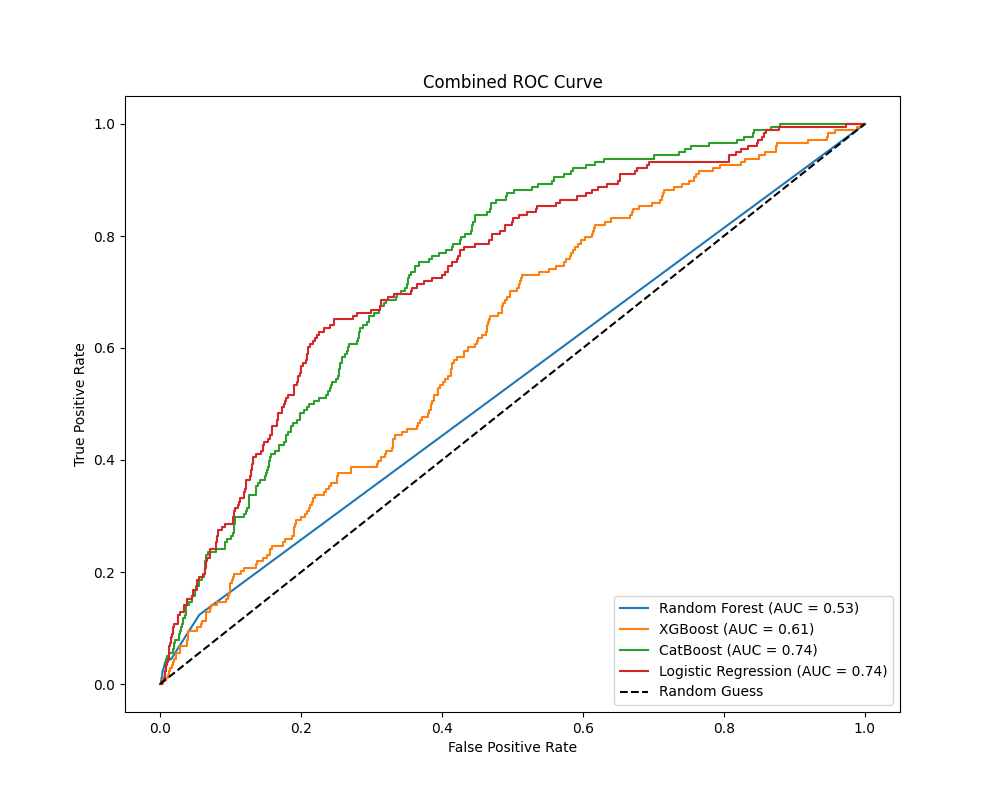 Combined ROC Curve
1.0
0.8
0.6
0.4
0.2
0.0
True Positive Rate
0.0 0.2 0.4 0.6 0.8 1.0
False Positive Rate
Random Forest (AUC = 0.53)
XGBoost (AUC = 0.61)
CatBoost (AUC = 0.74)
Logistic Regression (AUC = 0.74)
Random Guess